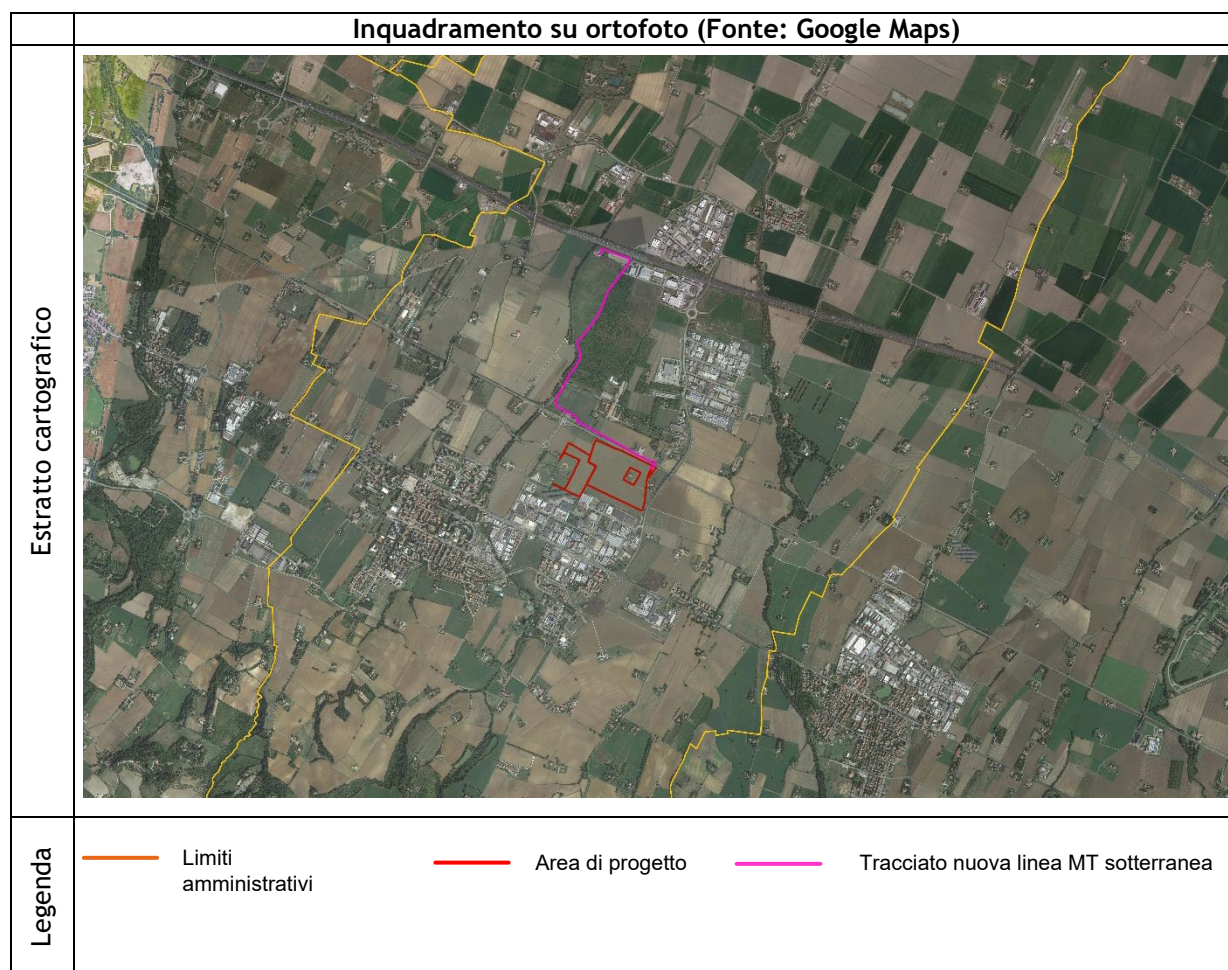 Inquadramento su ortofoto (Fonte: Google Maps)
Estratto cartografico
Legenda
Limiti
amministrativi
Area di progetto
Tracciato nuova linea MT sotterranea